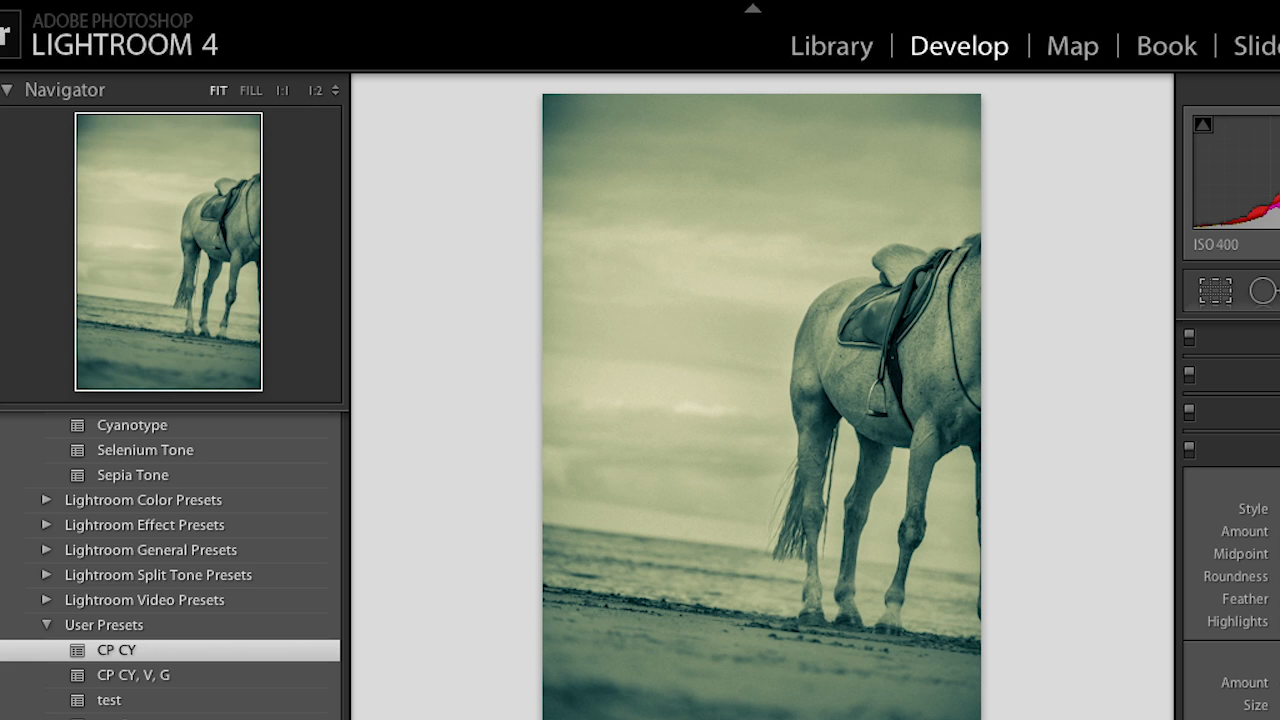 ADOBE PHOTOSHOP
LIGHTROOM 4
Library | Develop | Map | Book |
Navigator FIT FILL 1:1 1:2
ISO 400
Cyanotype
Selenium Tone
Sepia Tone
Lightroom Color Presets
Lightroom Effect Presets
Lightroom General Presets
Lightroom Split Tone Presets
Lightroom Video Presets
User Presets
CP CY
CP CY, V, G
test
Style
Amount
Midpoint
Roundness
Feather
Highlights
Amount
Size